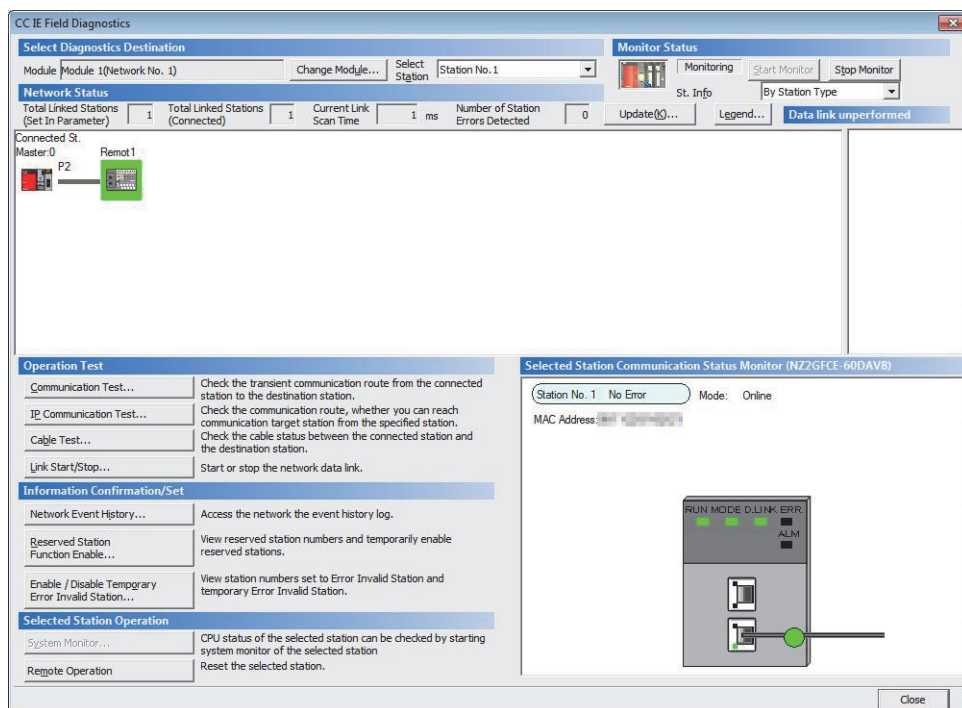 CC IE Field Diagnostics
Select Diagnostics Destination
Monitor Status
Module Module 1(Network No. 1)
Change Module...
Select
Station
Station No.1
Monitoring
Start Monitor
Stop Monitor
St. Info
By Station Type
Network Status
Total Linked Stations
(Set In Parameter)
1
Total Linked Stations
(Connected)
1
Current Link
Scan Time
1 ms
Number of Station
Errors Detected
0
Update(K)...
Legend...
Data link unperformed
Connected St.
Master:0
Remot1
P2
Operation Test
Communication Test...
Check the transient communication route from the connected
station to the destination station.
IP Communication Test...
Check the communication route, whether you can reach
communication target station from the specified station.
Cable Test...
Check the cable status between the connected station and
the destination station.
Link Start/Stop...
Start or stop the network data link.
Information Confirmation/Set
Network Event History...
Access the network the event history log.
Reserved Station
Function Enable...
View reserved station numbers and temporarily enable
reserved stations.
Enable / Disable Temporary
Error Invalid Station...
View station numbers set to Error Invalid Station and
temporary Error Invalid Station.
Selected Station Operation
System Monitor...
CPU status of the selected station can be checked by starting
system monitor of the selected station
Remote Operation
Reset the selected station.
Selected Station Communication Status Monitor (NZ2GFCE-60DAV8)
Station No. 1 No Error
Mode: Online
MAC Address:
RUN MODE D.LINK ERR.
ALM
Close